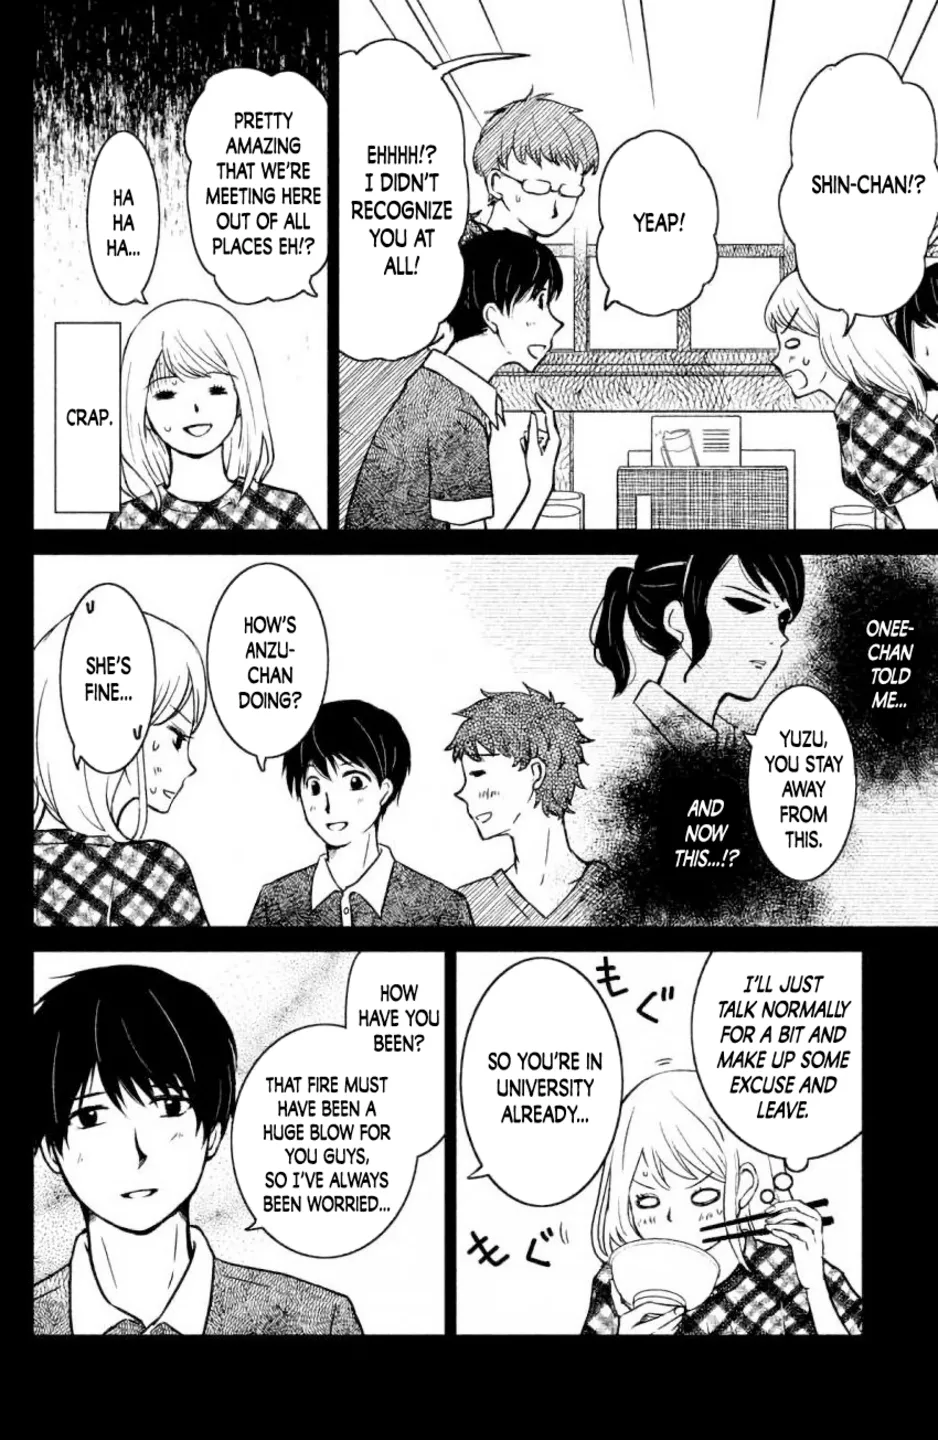 SHIN-CHAN!?
YEAP!
EHHHH!?
I DIDN'T
RECOGNIZE
YOU AT
ALL!
PRETTY
AMAZING
THAT WE'RE
MEETING HERE
OUT OF ALL
PLACES EH!?
HA
HA
HA...
CRAP.
ONEE-
CHAN
TOLD
ME...
YUZU,
YOU STAY
AWAY
FROM
THIS.
AND
NOW
THIS...!?
HOW'S
ANZU-
CHAN
DOING?
SHE'S
FINE...
I'LL JUST
TALK NORMALLY
FOR A BIT AND
MAKE UP SOME
EXCUSE AND
LEAVE.
もぐ
SO YOU'RE IN
UNIVERSITY
ALREADY...
もぐ
HOW
HAVE YOU
BEEN?
THAT FIRE MUST
HAVE BEEN A
HUGE BLOW FOR
YOU GUYS,
SO I'VE ALWAYS
BEEN WORRIED...